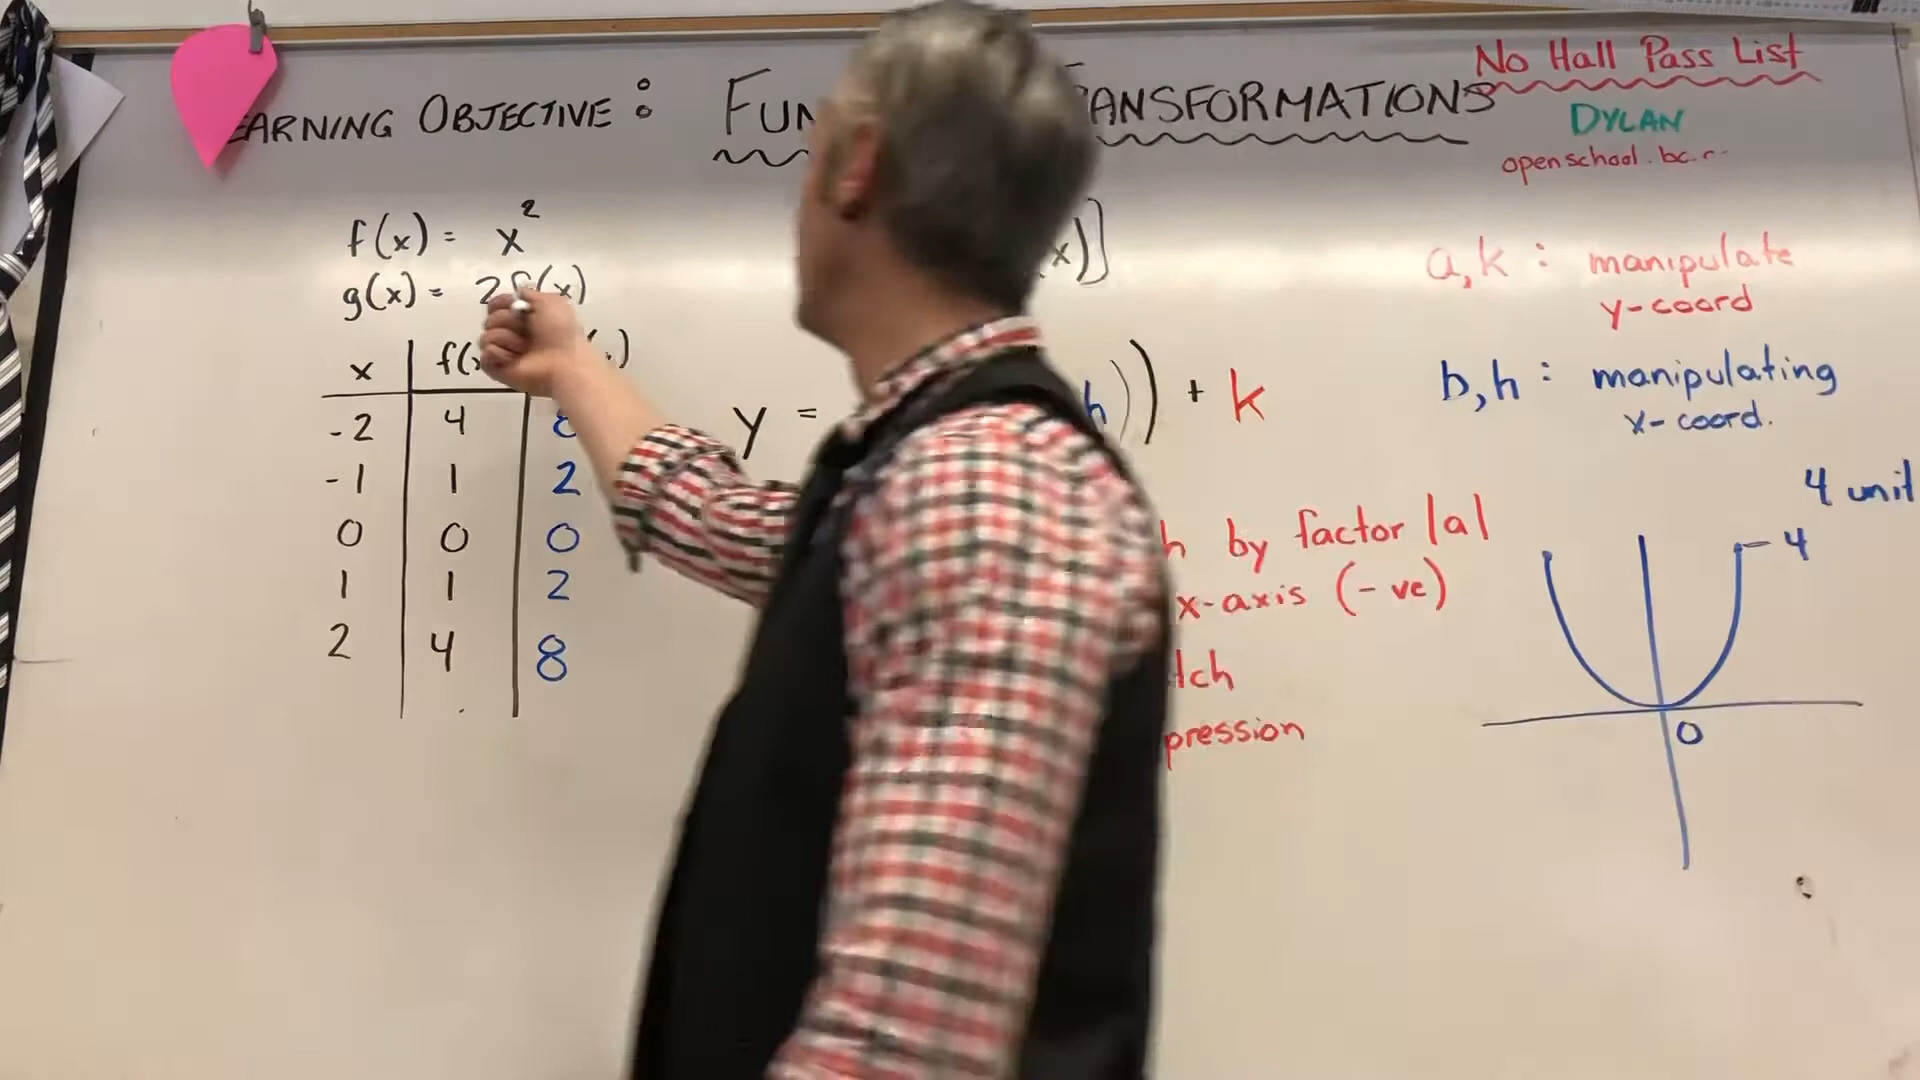 No Hall Pass List
EARNING OBJECTIVE : FUN ANSFORMATIONS
DYLAN
openschool.bc.
f(x) = x²
g(x) = 2f(x)
x)]
x f(x
-2 4 8
-1 1 2
0 0 0
1 1 2
2 4 8
y = h)) + k
h by factor |a|
x-axis (-ve)
tch
pression
a,k : manipulate
y-coord
b,h : manipulating
x-coord.
4 unit
4
0